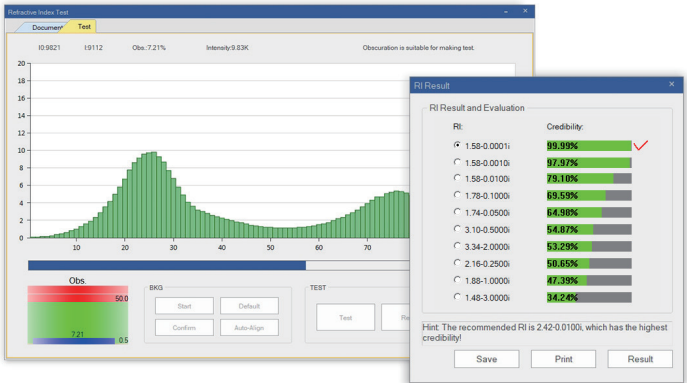 Refractive Index Test
Document Test
I0:9821 I:9112 Obs.:7.21% Intensity:9.83K Obscuration is suitable for making test.
20
18
16
14
12
10
8
6
4
2
0
10 20 30 40 50 60 70
Obs.
50.0
7.21
0.5
BKG
Start Default
Confirm Auto-Align
TEST
Test Re
RI Result
RI Result and Evaluation
RI: Credibility:
1.58-0.0001i 99.99%
1.58-0.0010i 97.97%
1.58-0.0100i 79.10%
1.78-0.1000i 69.59%
1.74-0.0500i 64.98%
3.10-0.5000i 54.87%
3.34-2.0000i 53.29%
2.16-0.2500i 50.65%
1.88-1.0000i 47.39%
1.48-3.0000i 34.24%
Hint: The recommended RI is 2.42-0.0100i, which has the highest
credibility!
Save Print Result